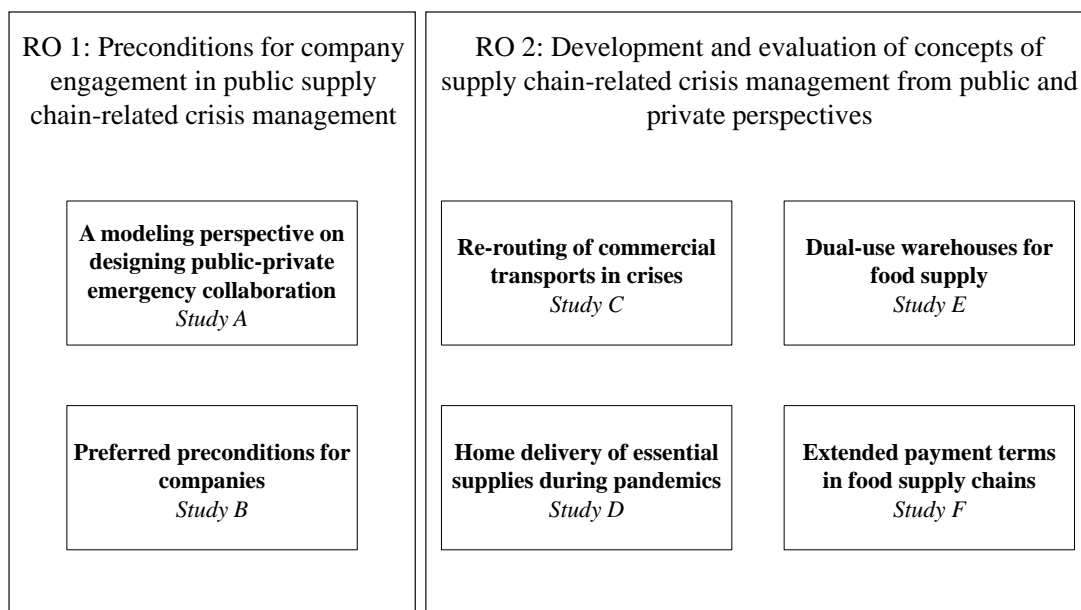 RO 1: Preconditions for company
engagement in public supply
chain-related crisis management
A modeling perspective on
designing public-private
emergency collaboration
Study A
Preferred preconditions for
companies
Study B
RO 2: Development and evaluation of concepts of
supply chain-related crisis management from public and
private perspectives
Re-routing of commercial
transports in crises
Study C
Dual-use warehouses for
food supply
Study E
Home delivery of essential
supplies during pandemics
Study D
Extended payment terms
in food supply chains
Study F